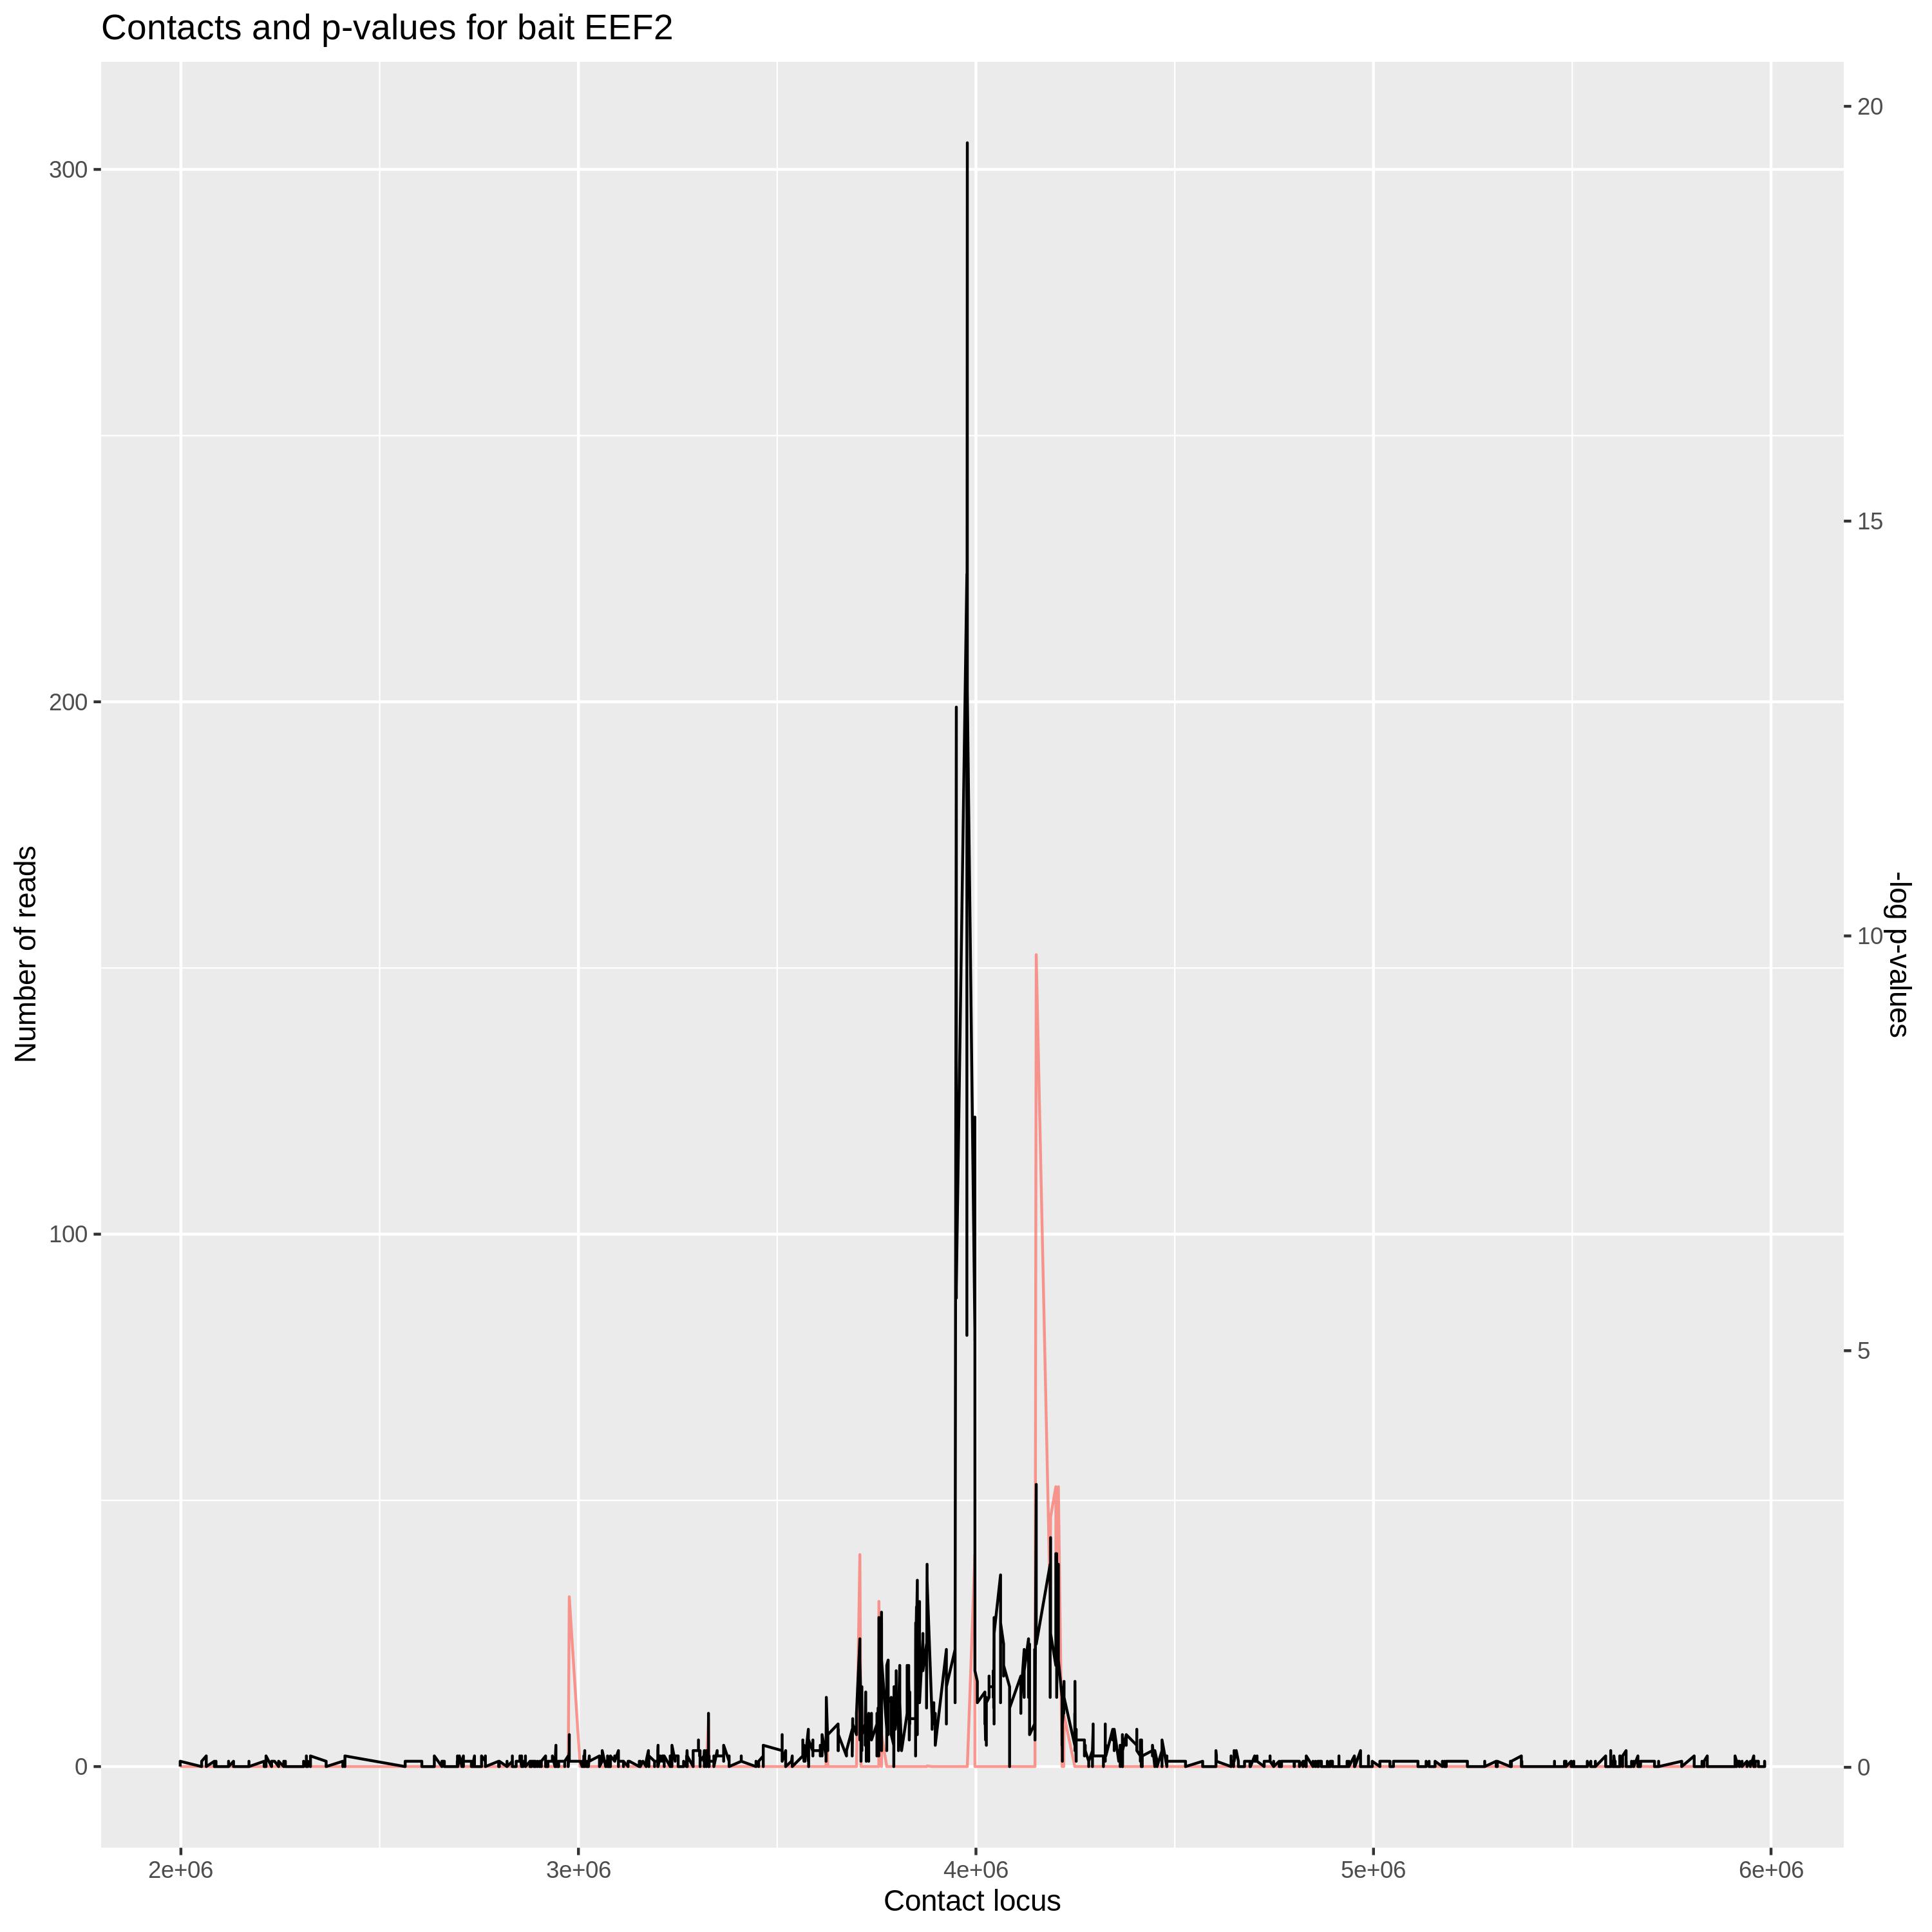 Contacts and p-values for bait EEF2
300
200
100
0
Number of reads
20
15
10
5
0
-log p-values
2e+06
3e+06
4e+06
5e+06
6e+06
Contact locus